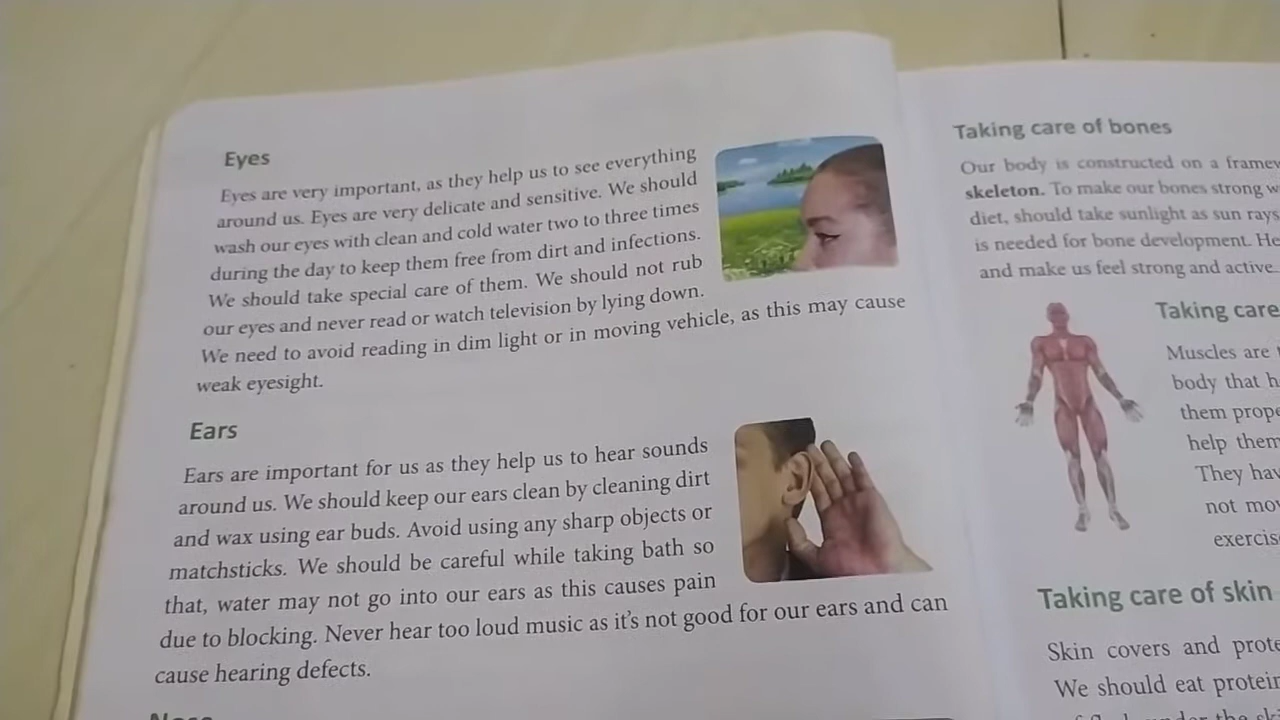 Eyes
Eyes are very important, as they help us to see everything
around us. Eyes are very delicate and sensitive. We should
wash our eyes with clean and cold water two to three times
during the day to keep them free from dirt and infections.
We should take special care of them. We should not rub
our eyes and never read or watch television by lying down.
We need to avoid reading in dim light or in moving vehicle, as this may cause
weak eyesight.
Ears
Ears are important for us as they help us to hear sounds
around us. We should keep our ears clean by cleaning dirt
and wax using ear buds. Avoid using any sharp objects or
matchsticks. We should be careful while taking bath so
that, water may not go into our ears as this causes pain
due to blocking. Never hear too loud music as it's not good for our ears and can
cause hearing defects.
Taking care of bones
Our body is constructed on a
skeleton. To make our bones strong
diet, should take sunlight as sun rays
is needed for bone development.
and make us feel strong and active.
Taking care
Muscles are
body that
them
help them
They
not
Taking care of skin
Skin covers and
We should eat